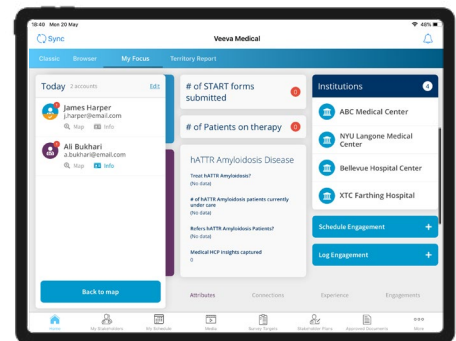 18:40 Mon 20 May
48%
Sync
Veeva Medical
Classic
Browser
My Focus
Territory Report
Today 2 accounts Edit
James Harper
j.harper@email.com
Map Info
Ali Bukhari
a.bukhari@email.com
Map Info
Back to map
# of START forms
submitted
0
# of Patients on therapy
0
hATTR Amyloidosis Disease
Treat hATTR Amyloidosis?
(No data)
# of hATTR Amyloidosis patients currently
under care
(No data)
Refers hATTR Amyloidosis Patients?
(No data)
Medical HCP insights captured
0
Institutions 4
ABC Medical Center
NYU Langone Medical
Center
Bellevue Hospital Center
XTC Farthing Hospital
Schedule Engagement +
Log Engagement +
Attributes
Connections
Experience
Engagements
Home
My Stakeholders
My Schedule
Media
Survey Targets
Stakeholder Plans
Approved Documents
More